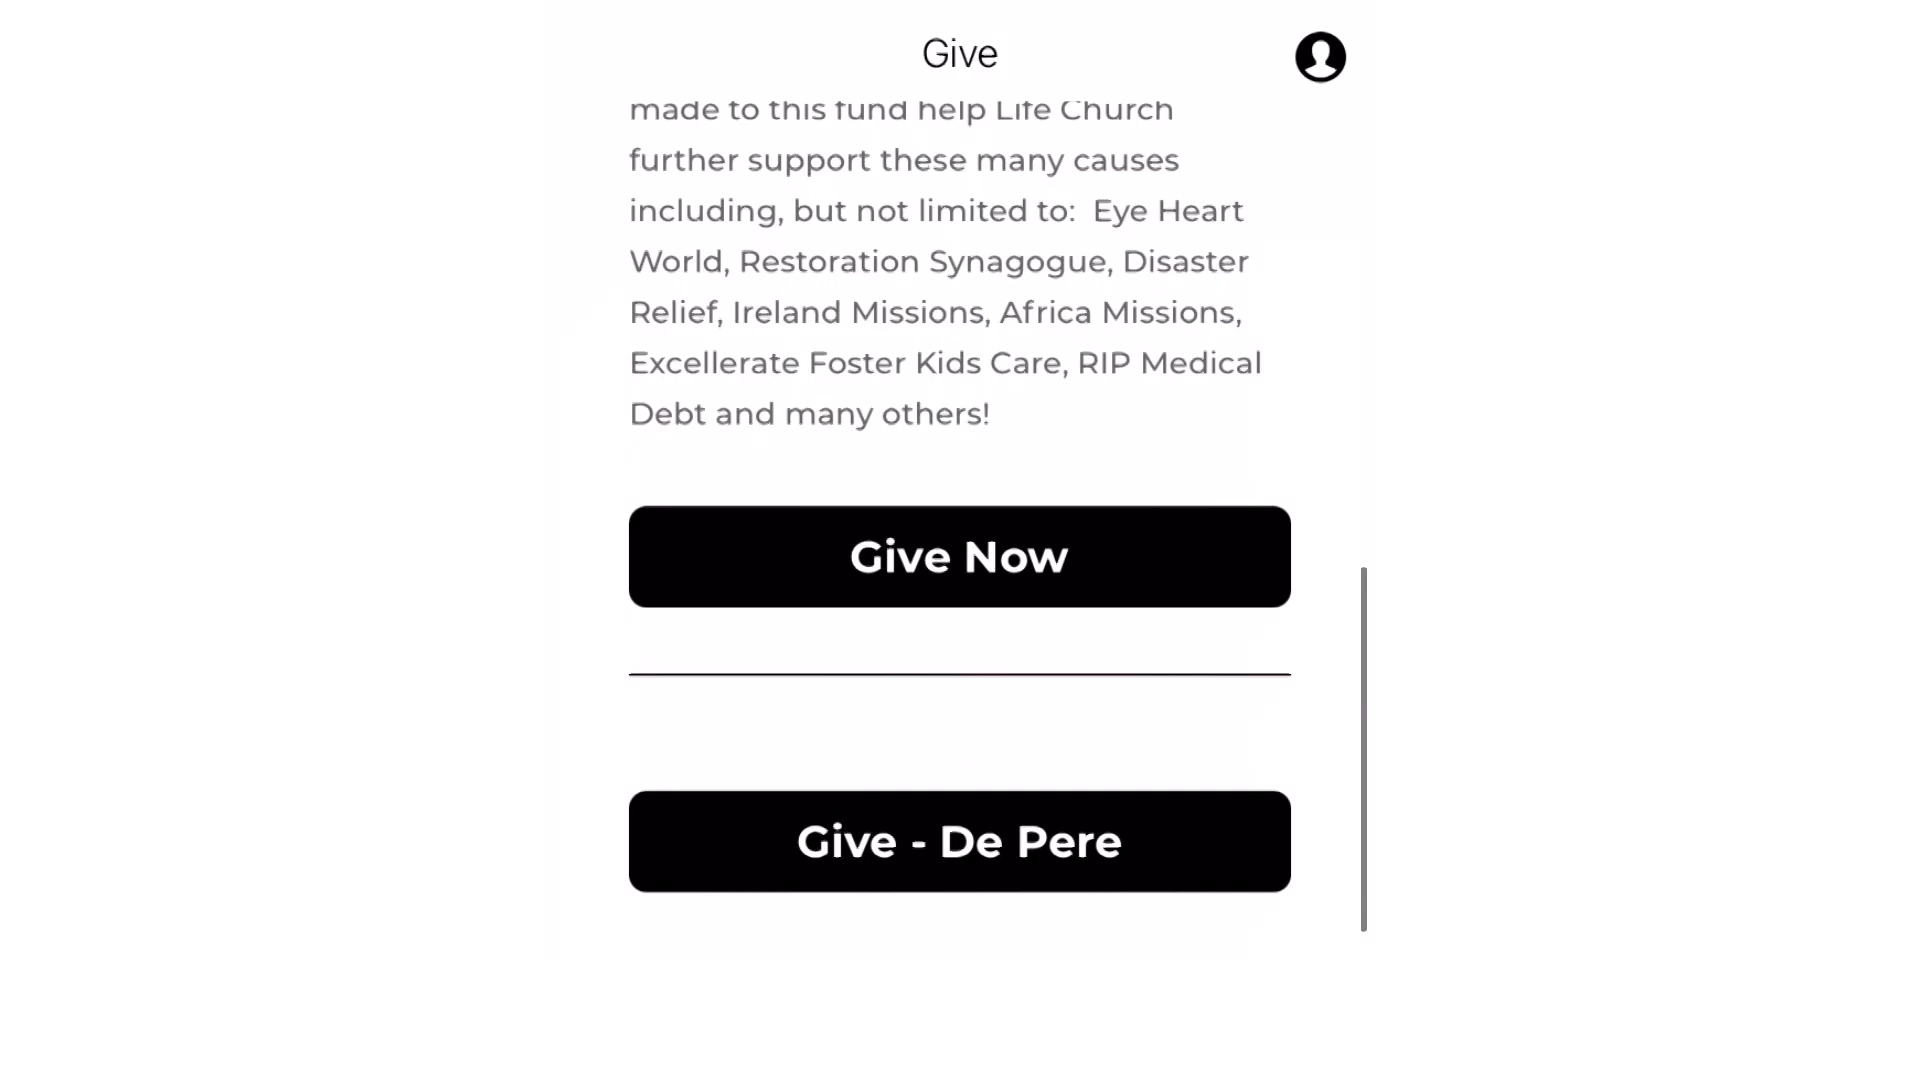 Give
made to this fund help Life Church
further support these many causes
including, but not limited to:  Eye Heart
World, Restoration Synagogue, Disaster
Relief, Ireland Missions, Africa Missions,
Excellerate Foster Kids Care, RIP Medical
Debt and many others!
Give Now
Give - De Pere